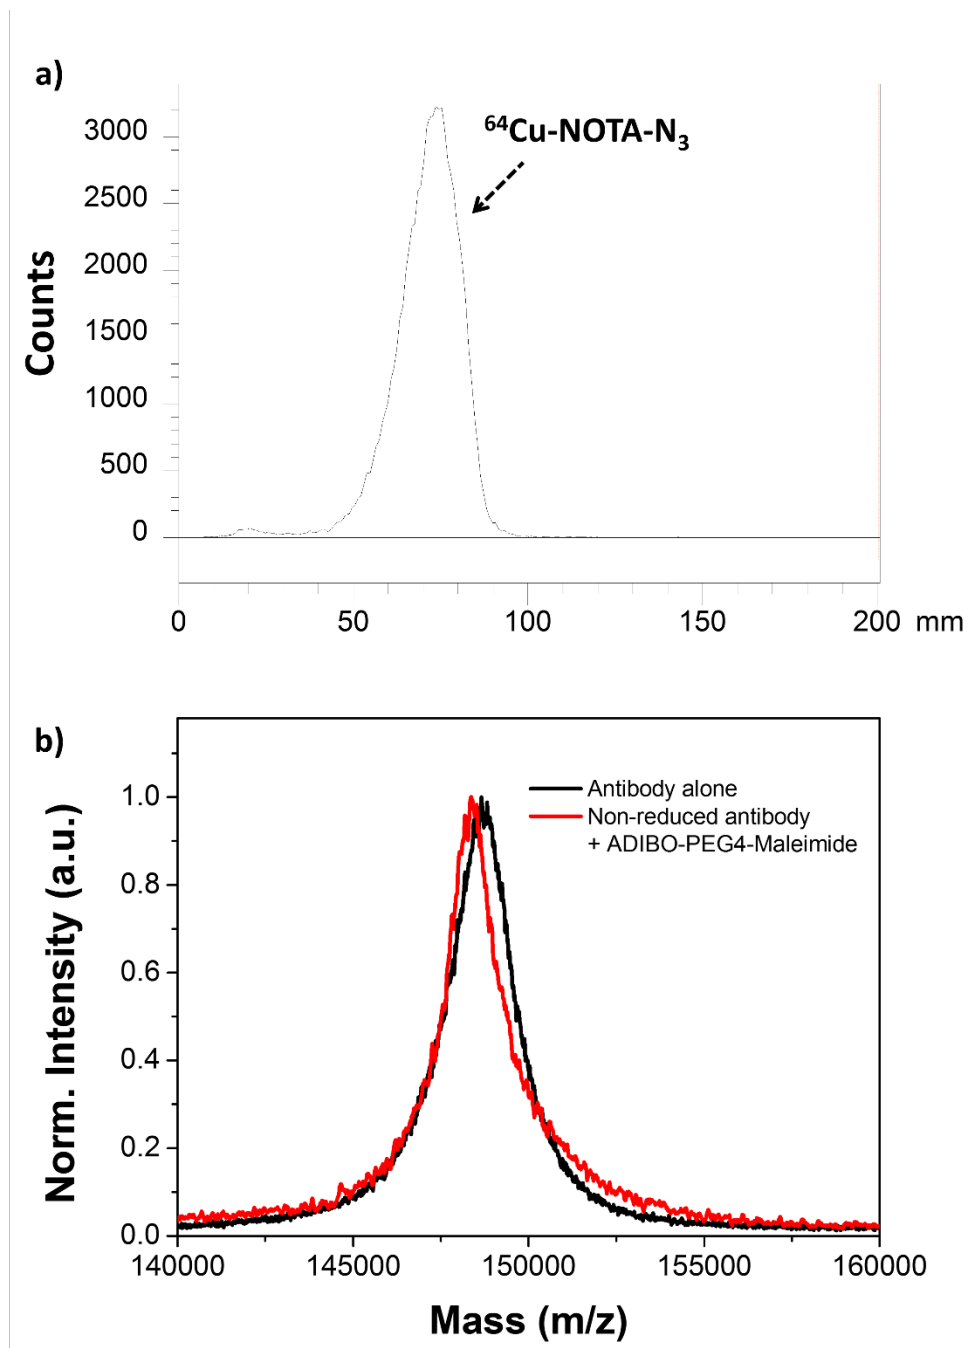 a)
⁶⁴Cu-NOTA-N₃
Counts
3000
2500
2000
1500
1000
500
0
0 50 100 150 200 mm
b)
Antibody alone
Non-reduced antibody
+ ADIBO-PEG4-Maleimide
Norm. Intensity (a.u.)
1.0
0.8
0.6
0.4
0.2
0.0
140000 145000 150000 155000 160000
Mass (m/z)